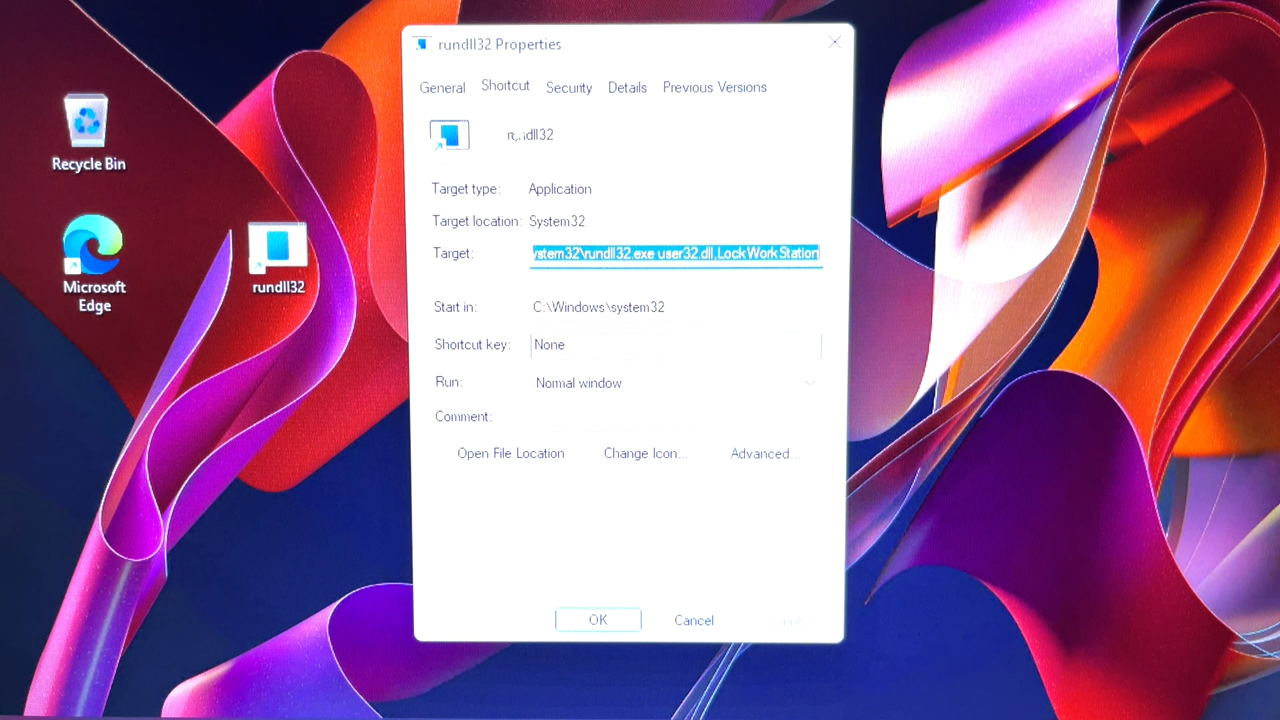 rundll32 Properties
General Shortcut Security Details Previous Versions
rundll32
Target type: Application
Target location: System32
Target: ystem32\rundll32.exe user32.dll,LockWorkStation
Start in: C:\Windows\system32
Shortcut key: None
Run: Normal window
Comment:
Open File Location Change Icon... Advanced...
OK Cancel
Recycle Bin
Microsoft
Edge
rundll32